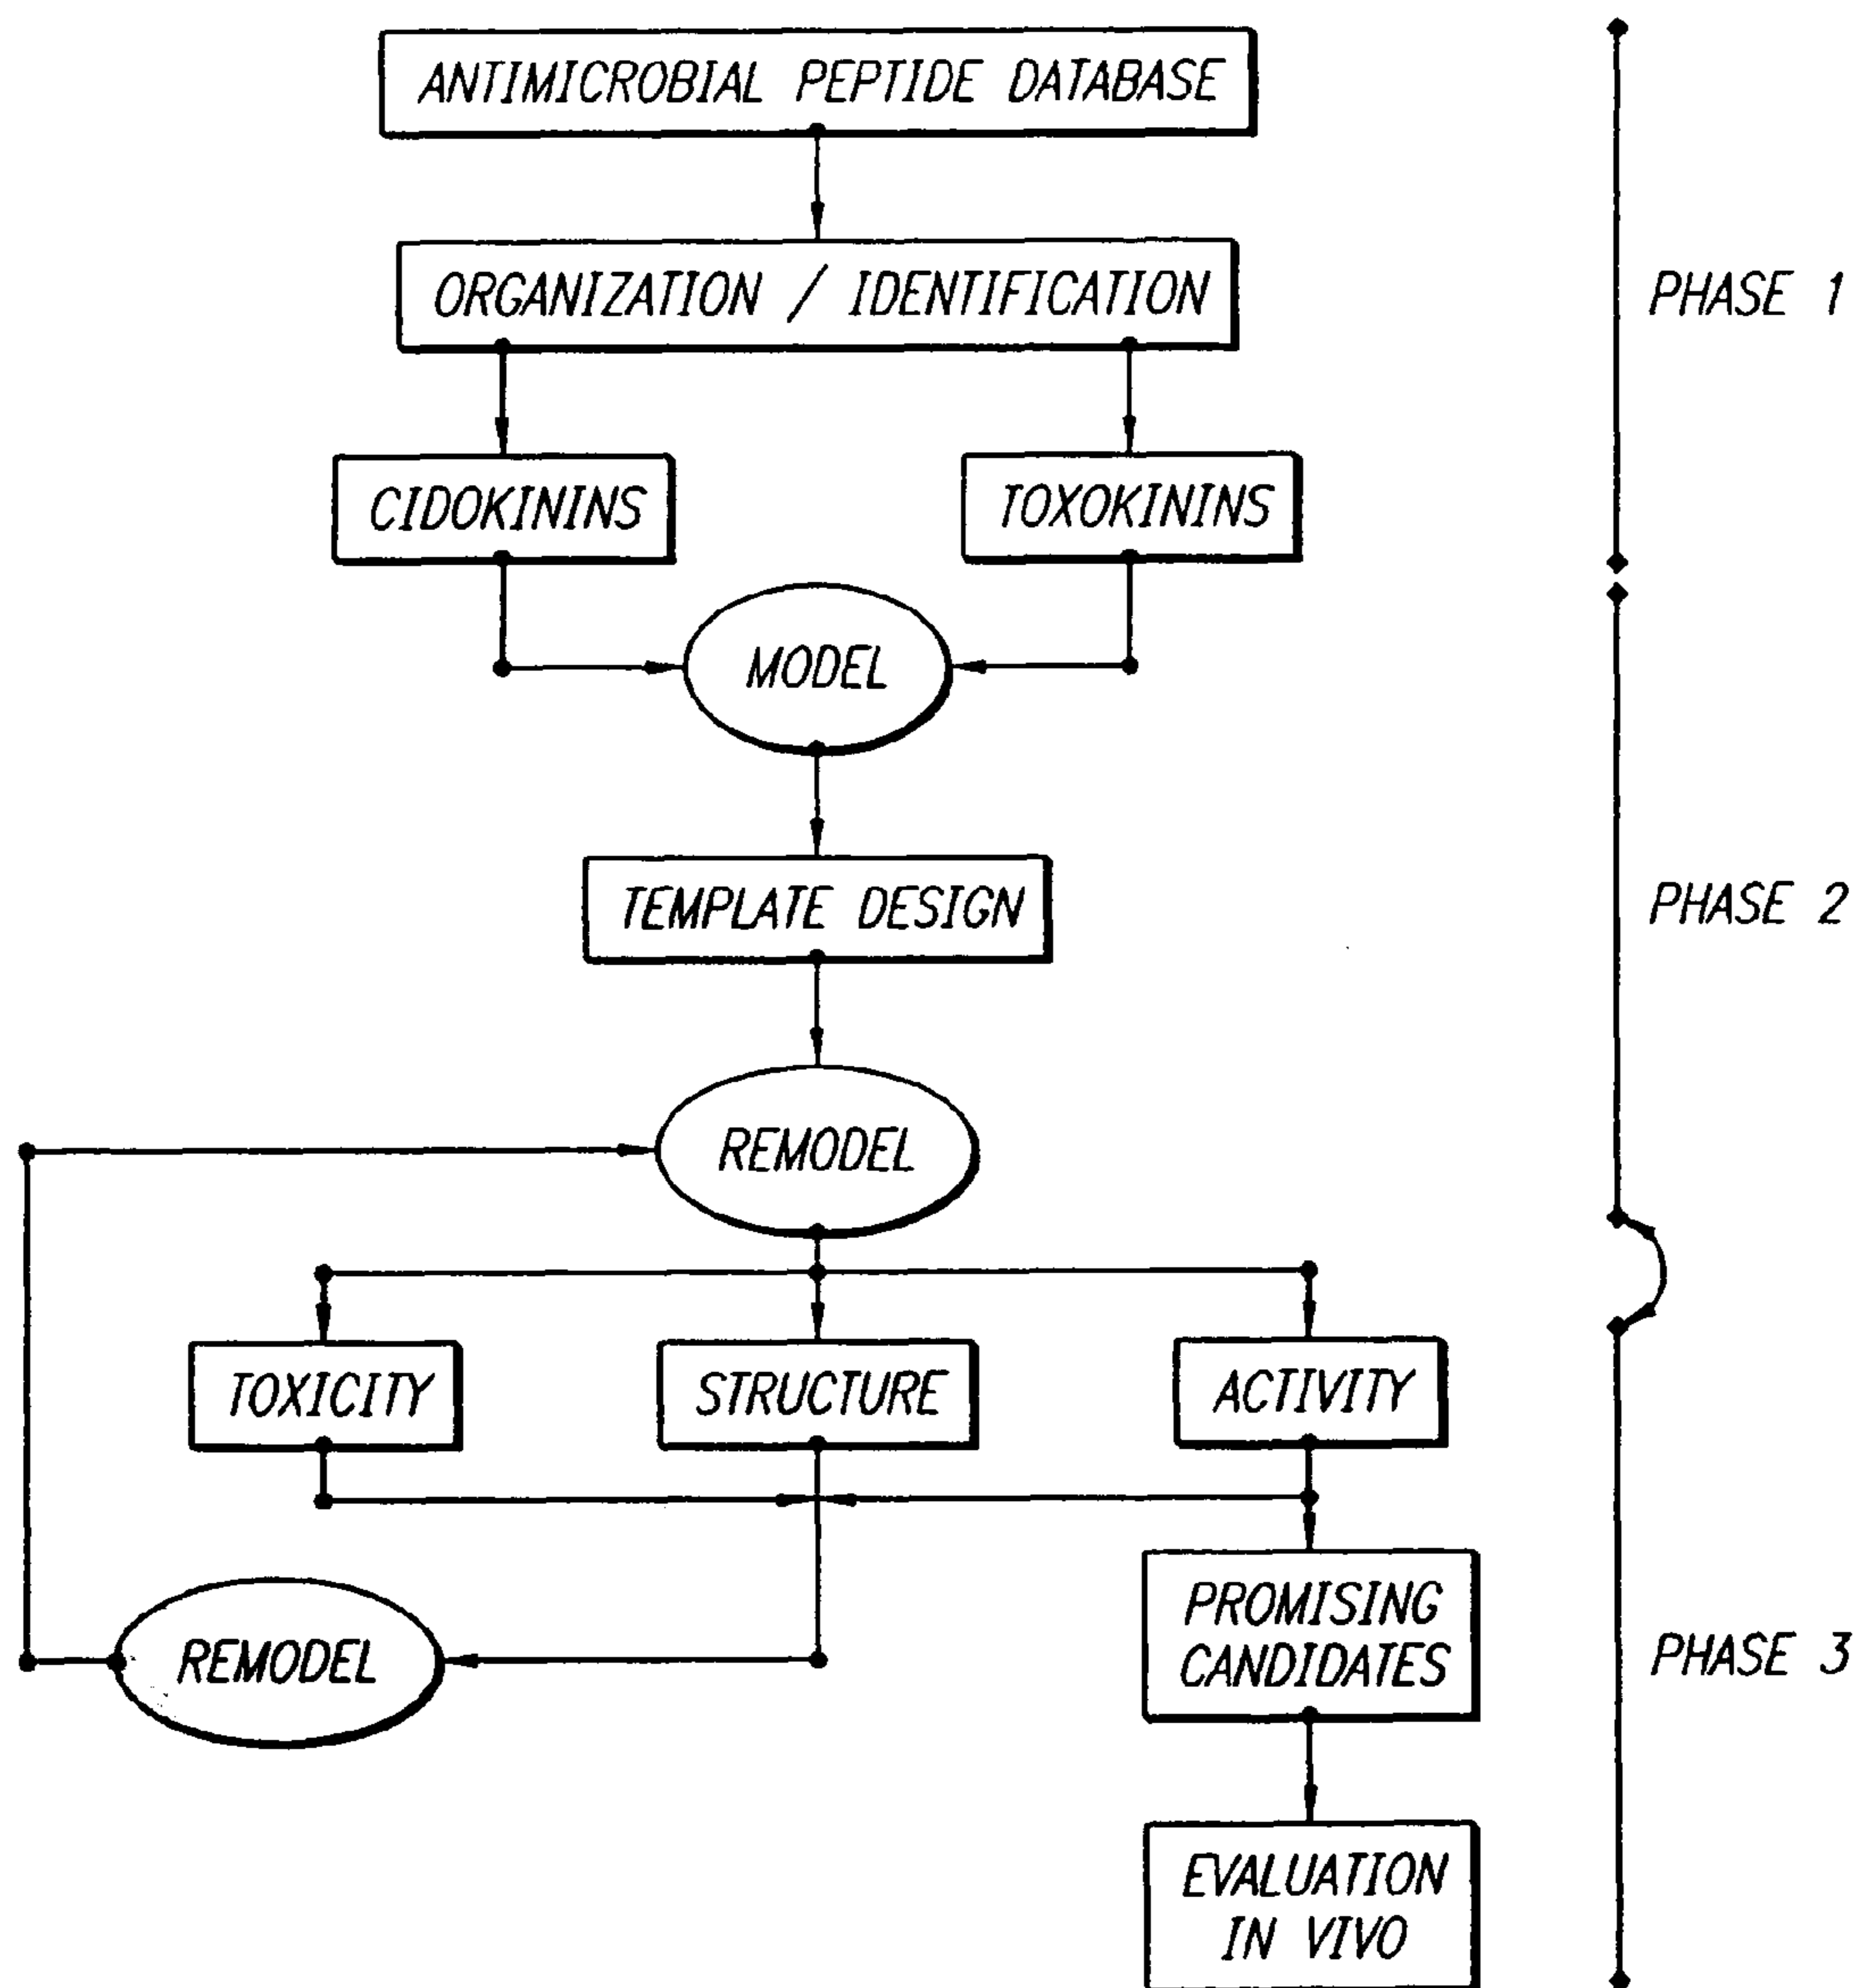 ANTIMICROBIAL PEPTIDE DATABASE
ORGANIZATION / IDENTIFICATION
PHASE 1
CIDOKININS
TOXOKININS
MODEL
TEMPLATE DESIGN
PHASE 2
REMODEL
TOXICITY
STRUCTURE
ACTIVITY
PROMISING
CANDIDATES
REMODEL
PHASE 3
EVALUATION
IN VIVO